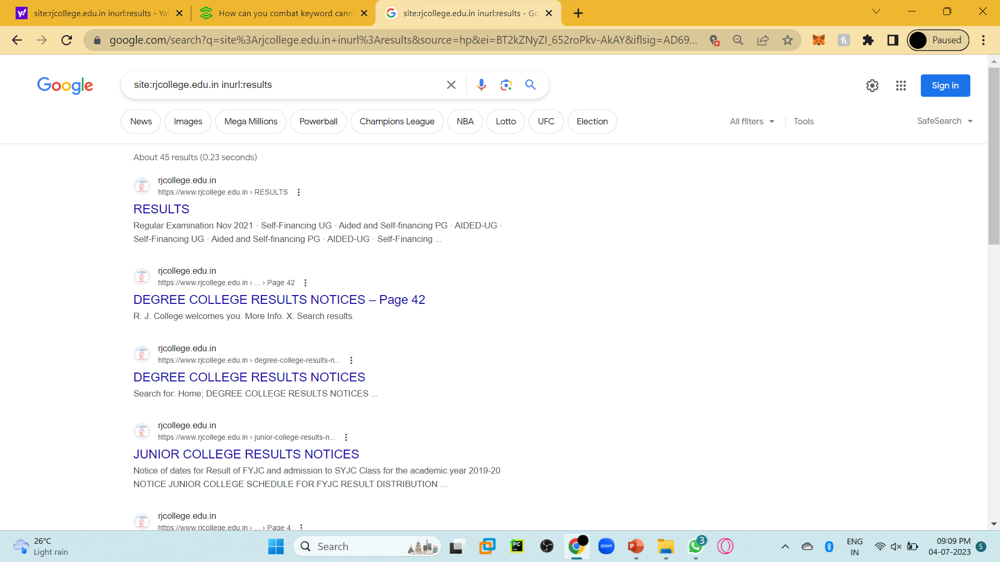 site:rjcollege.edu.in inurl:results - Ya
How can you combat keyword canni
site:rjcollege.edu.in inurl:results - Go
google.com/search?q=site%3Arjcollege.edu.in+inurl%3Aresults&source=hp&ei=BT2kZNyZI_652roPkv-AkAY&iflsig=AD69...
Paused
Google
site:rjcollege.edu.in inurl:results
Sign in
News
Images
Mega Millions
Powerball
Champions League
NBA
Lotto
UFC
Election
All filters
Tools
SafeSearch
About 45 results (0.23 seconds)
rjcollege.edu.in
https://www.rjcollege.edu.in › RESULTS
RESULTS
Regular Examination Nov 2021 · Self-Financing UG · Aided and Self-financing PG · AIDED-UG ·
Self-Financing UG · Aided and Self-financing PG · AIDED-UG · Self-Financing ...
rjcollege.edu.in
https://www.rjcollege.edu.in › ... › Page 42
DEGREE COLLEGE RESULTS NOTICES – Page 42
R. J. College welcomes you. More Info. X. Search results.
rjcollege.edu.in
https://www.rjcollege.edu.in › degree-college-results-n...
DEGREE COLLEGE RESULTS NOTICES
Search for: Home; DEGREE COLLEGE RESULTS NOTICES ...
rjcollege.edu.in
https://www.rjcollege.edu.in › junior-college-results-n...
JUNIOR COLLEGE RESULTS NOTICES
Notice of dates for Result of FYJC and admission to SYJC Class for the academic year 2019-20
NOTICE JUNIOR COLLEGE SCHEDULE FOR FYJC RESULT DISTRIBUTION ...
rjcollege.edu.in
https://www.rjcollege.edu.in › ... › Page 4
26°C
Light rain
Search
PC
zoom
P
3
ENG
IN
09:09 PM
04-07-2023
5